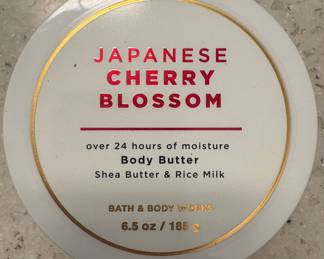 JAPANESE
CHERRY
BLOSSOM
over 24 hours of moisture
Body Butter
Shea Butter & Rice Milk
BATH & BODY WORKS
6.5 oz / 185 g